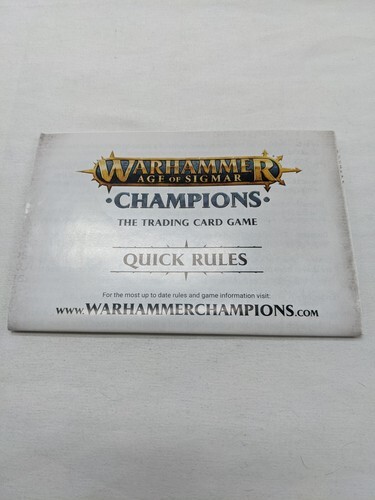 WARHAMMER
AGE OF SIGMAR
•CHAMPIONS•
THE TRADING CARD GAME
QUICK RULES
For the most up to date rules and game information visit:
WWW.WARHAMMERCHAMPIONS.COM